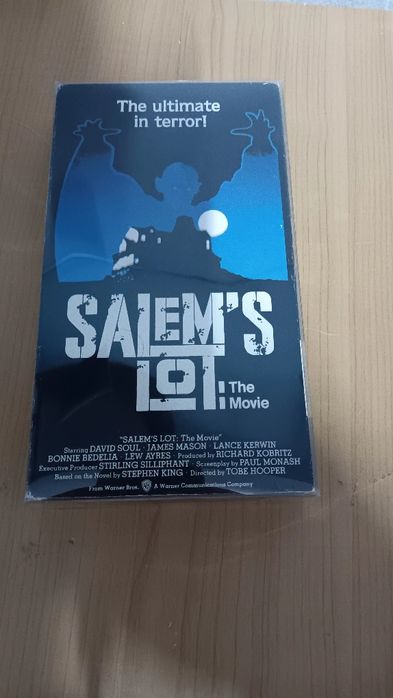 The ultimate
in terror!
SALEM'S
LOT: The
Movie
"SALEM'S LOT: The Movie"
Starring DAVID SOUL · JAMES MASON · LANCE KERWIN
BONNIE BEDELIA · LEW AYRES · Produced by RICHARD KOBRITZ
Executive Producer STIRLING SILLIPHANT · Screenplay by PAUL MONASH
Based on the Novel by STEPHEN KING · Directed by TOBE HOOPER
From Warner Bros. WB A Warner Communications Company